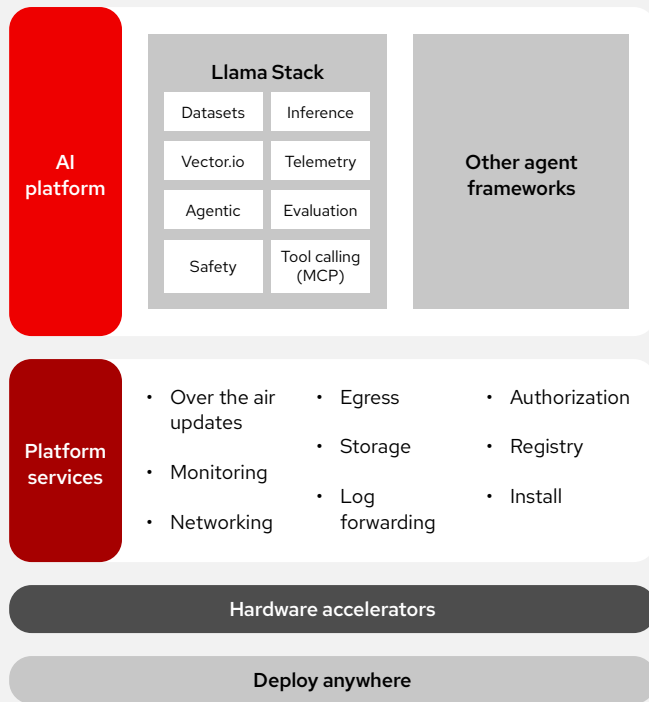 AI
platform
Llama Stack
Datasets
Inference
Vector.io
Telemetry
Agentic
Evaluation
Safety
Tool calling
(MCP)
Other agent
frameworks
Platform
services
• Over the air
updates
• Monitoring
• Networking
• Egress
• Storage
• Log
forwarding
• Authorization
• Registry
• Install
Hardware accelerators
Deploy anywhere